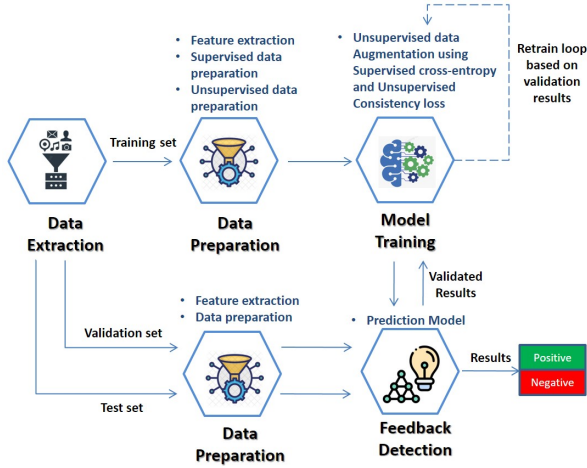 • Feature extraction
• Supervised data
preparation
• Unsupervised data
preparation
• Unsupervised data
Augmentation using
Supervised cross-entropy
and Unsupervised
Consistency loss
Retrain loop
based on
validation
results
Training set
Data
Extraction
Data
Preparation
Model
Training
Validated
Results
• Feature extraction
• Data preparation
• Prediction Model
Validation set
Test set
Results
Positive
Negative
Data
Preparation
Feedback
Detection